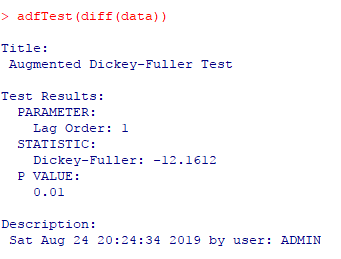 > adfTest(diff(data))
Title:
Augmented Dickey-Fuller Test
Test Results:
PARAMETER:
Lag Order: 1
STATISTIC:
Dickey-Fuller: -12.1612
P VALUE:
0.01
Description:
Sat Aug 24 20:24:34 2019 by user: ADMIN